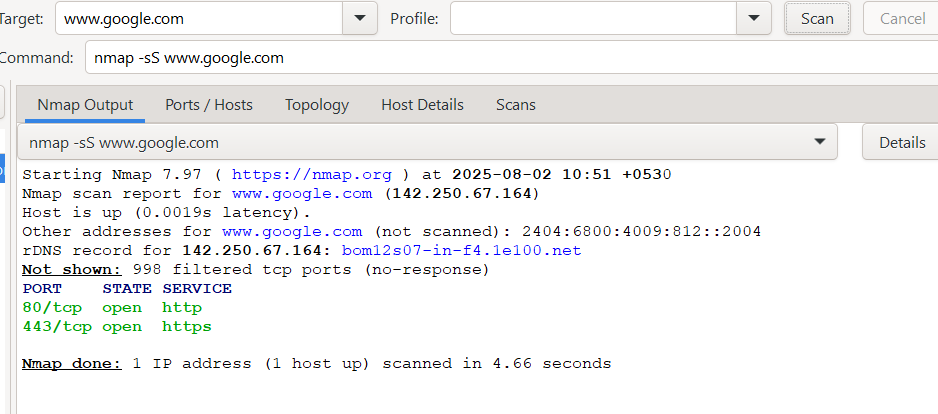 Target: www.google.com Profile: Scan Cancel
Command: nmap -sS www.google.com
Nmap Output Ports / Hosts Topology Host Details Scans
nmap -sS www.google.com Details
Starting Nmap 7.97 ( https://nmap.org ) at 2025-08-02 10:51 +0530
Nmap scan report for www.google.com (142.250.67.164)
Host is up (0.0019s latency).
Other addresses for www.google.com (not scanned): 2404:6800:4009:812::2004
rDNS record for 142.250.67.164: bom12s07-in-f4.1e100.net
Not shown: 998 filtered tcp ports (no-response)
PORT STATE SERVICE
80/tcp open http
443/tcp open https
Nmap done: 1 IP address (1 host up) scanned in 4.66 seconds